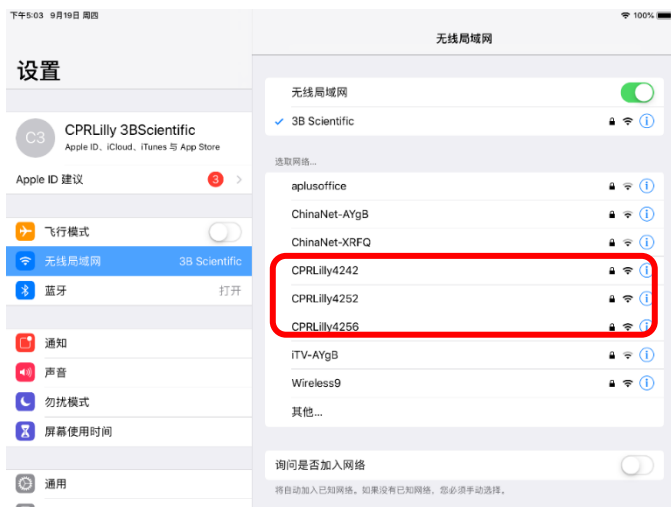 下午5:03 9月19日 周四
100%
无线局域网
设置
无线局域网
CPRLilly 3BScientific
C3
Apple ID、iCloud、iTunes 与 App Store
3B Scientific
选取网络...
Apple ID 建议
3
aplusoffice
ChinaNet-AYgB
飞行模式
ChinaNet-XRFQ
无线局域网
3B Scientific
CPRLilly4242
蓝牙
打开
CPRLilly4252
CPRLilly4256
通知
iTV-AYgB
声音
Wireless9
勿扰模式
其他...
屏幕使用时间
询问是否加入网络
通用
将自动加入已知网络。如果没有已知网络，您必须手动选择。